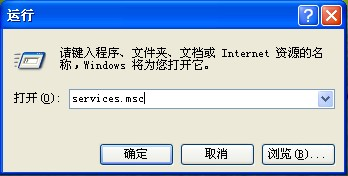 运行
请键入程序、文件夹、文档或 Internet 资源的名
称，Windows 将为您打开它。
打开(O): services.msc
确定 取消 浏览(B)...